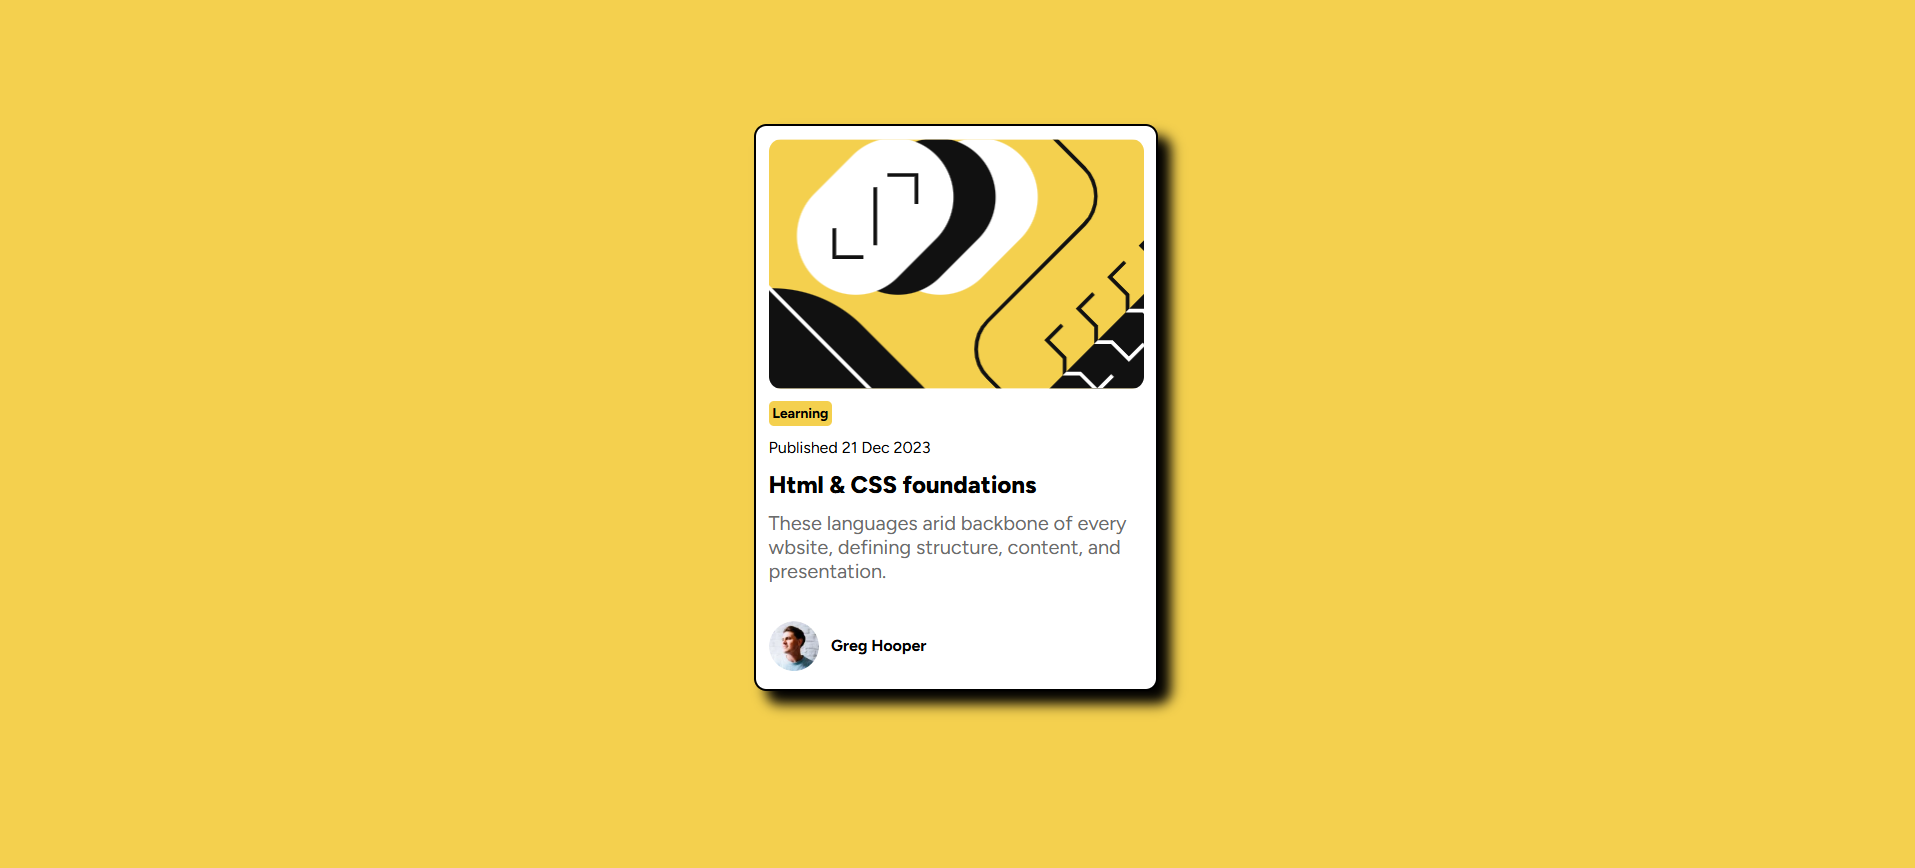 Learning
Published 21 Dec 2023
Html & CSS foundations
These languages arid backbone of every
wbsite, defining structure, content, and
presentation.
Greg Hooper